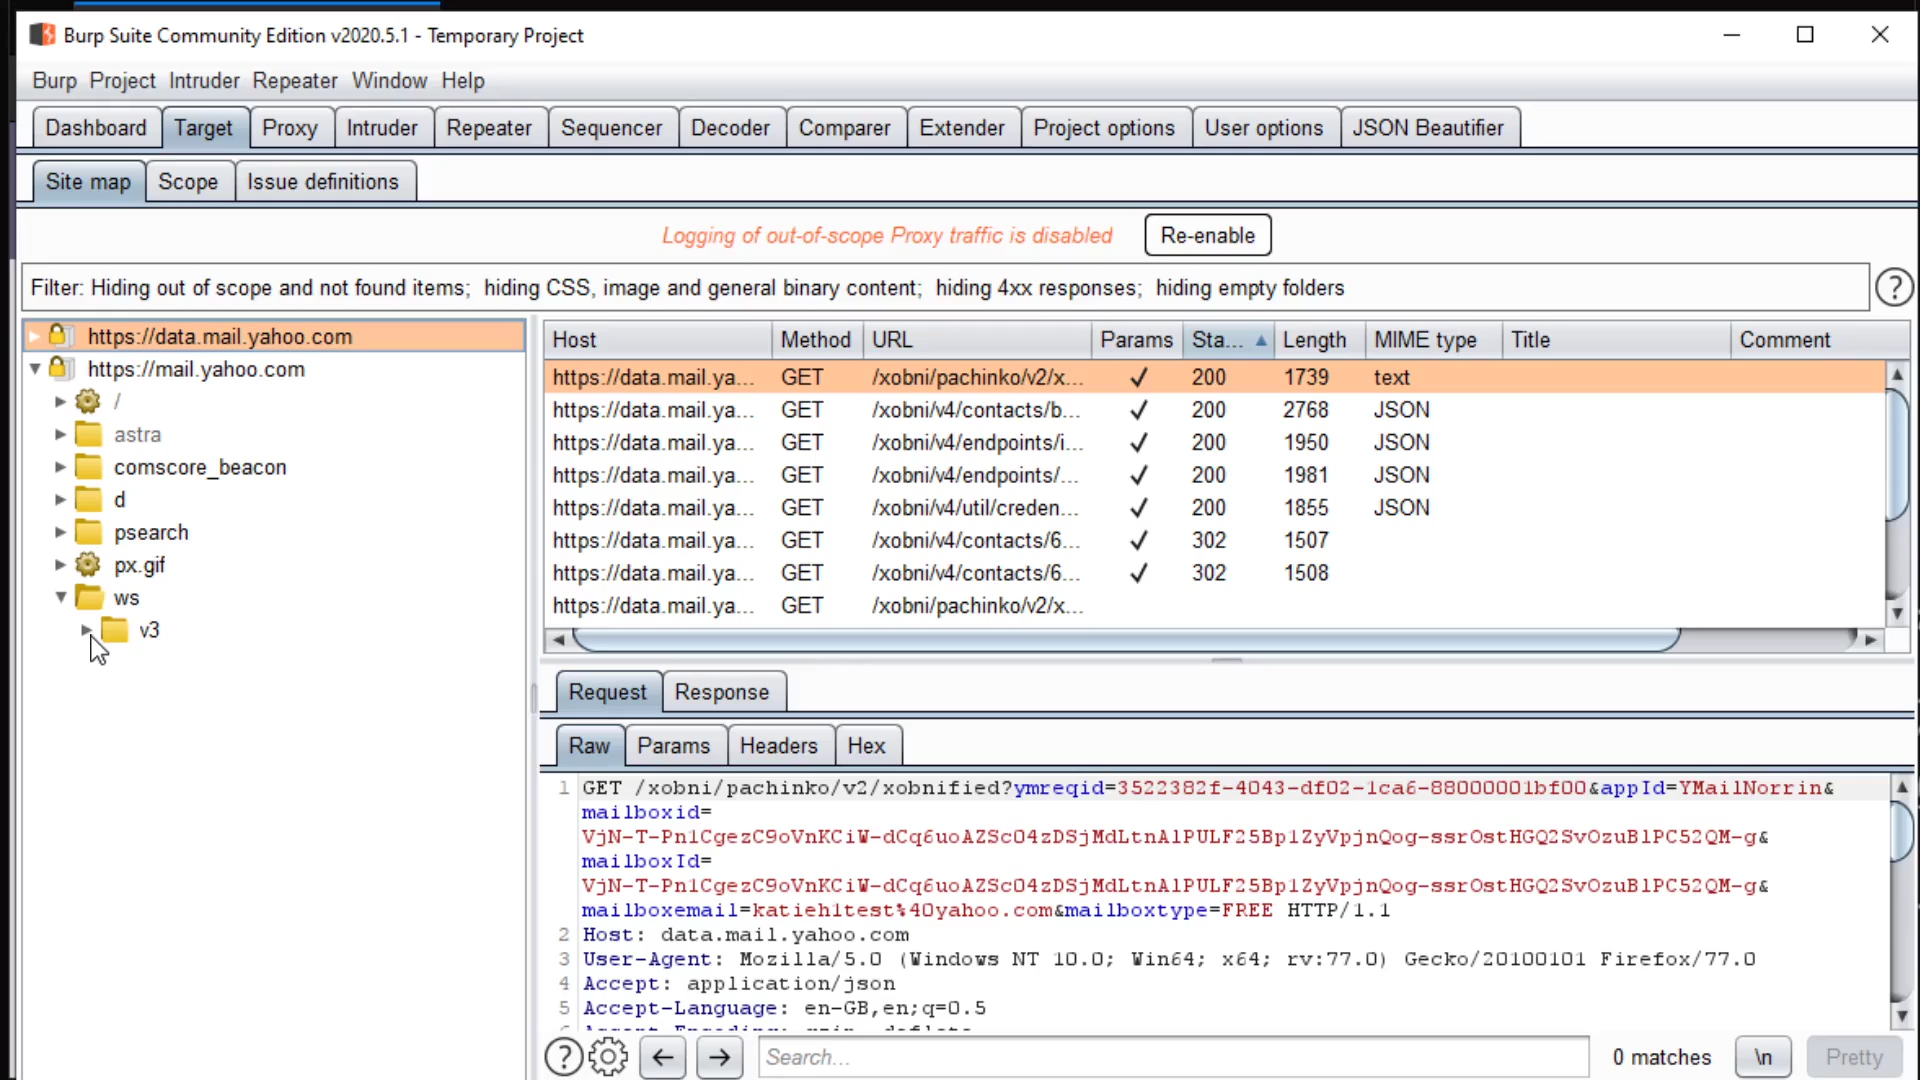 Burp Suite Community Edition v2020.5.1 - Temporary Project
Burp Project Intruder Repeater Window Help
Dashboard Target Proxy Intruder Repeater Sequencer Decoder Comparer Extender Project options User options JSON Beautifier
Site map Scope Issue definitions
Logging of out-of-scope Proxy traffic is disabled Re-enable
Filter: Hiding out of scope and not found items; hiding CSS, image and general binary content; hiding 4xx responses; hiding empty folders ?
https://data.mail.yahoo.com
https://mail.yahoo.com
/
astra
comscore_beacon
d
psearch
px.gif
ws
v3
Host Method URL Params Sta... Length MIME type Title Comment
https://data.mail.ya... GET /xobni/pachinko/v2/x... ✓ 200 1739 text
https://data.mail.ya... GET /xobni/v4/contacts/b... ✓ 200 2768 JSON
https://data.mail.ya... GET /xobni/v4/endpoints/i... ✓ 200 1950 JSON
https://data.mail.ya... GET /xobni/v4/endpoints/... ✓ 200 1981 JSON
https://data.mail.ya... GET /xobni/v4/util/creden... ✓ 200 1855 JSON
https://data.mail.ya... GET /xobni/v4/contacts/6... ✓ 302 1507
https://data.mail.ya... GET /xobni/v4/contacts/6... ✓ 302 1508
https://data.mail.ya... GET /xobni/pachinko/v2/x...
Request Response
Raw Params Headers Hex
1 GET /xobni/pachinko/v2/xobnified?ymreqid=3522382f-4043-df02-1ca6-88000001bf00&appId=YMailNorrin&
mailboxid=
VjN-T-Pn1CgezC9oVnKCiW-dCq6uoAZSc04zDSjMdLtnAlPULF25Bp1ZyVpjnQog-ssrOstHGQ2SvOzuBlPC52QM-g&
mailboxId=
VjN-T-Pn1CgezC9oVnKCiW-dCq6uoAZSc04zDSjMdLtnAlPULF25Bp1ZyVpjnQog-ssrOstHGQ2SvOzuBlPC52QM-g&
mailboxemail=katieh1test%40yahoo.com&mailboxtype=FREE HTTP/1.1
2 Host: data.mail.yahoo.com
3 User-Agent: Mozilla/5.0 (Windows NT 10.0; Win64; x64; rv:77.0) Gecko/20100101 Firefox/77.0
4 Accept: application/json
5 Accept-Language: en-GB,en;q=0.5
? Search... 0 matches \n Pretty